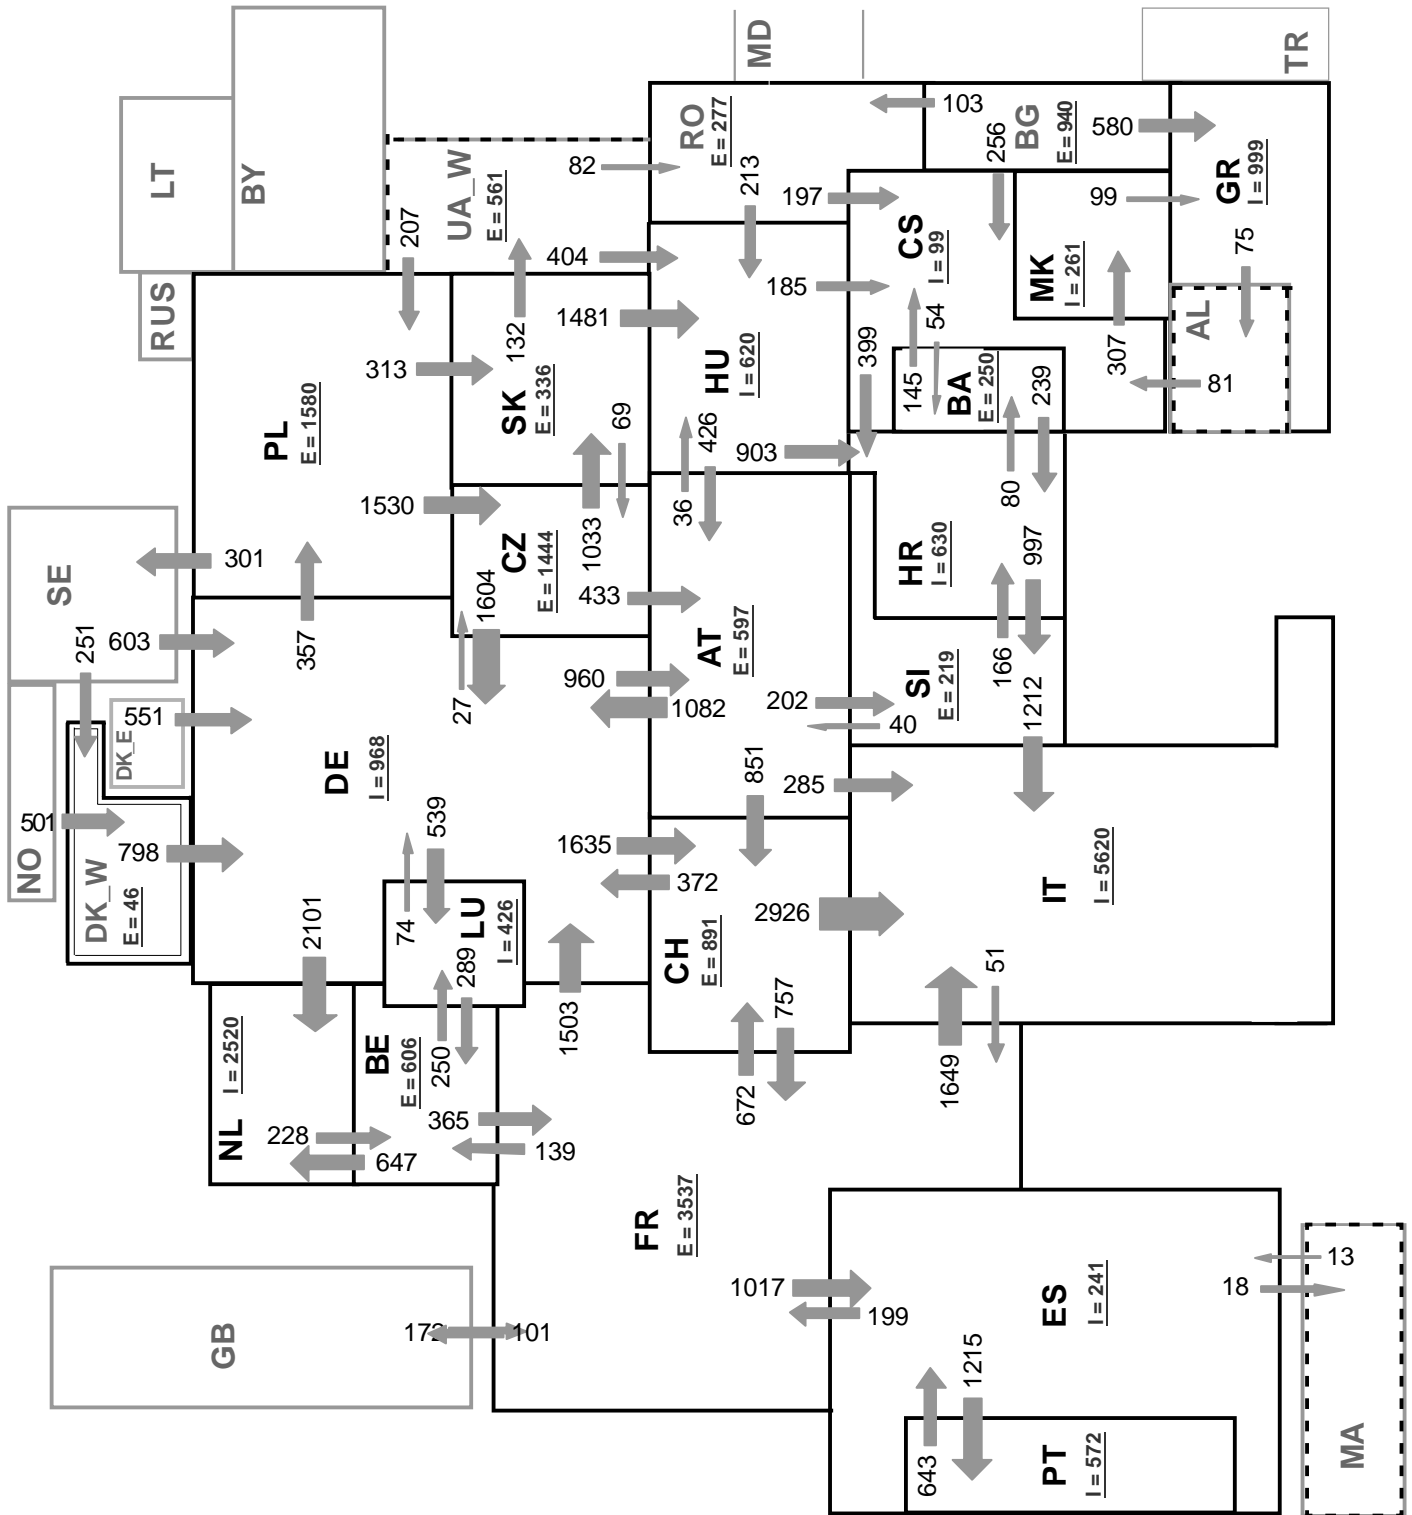 MD
TR
RO
E = 277
103
BG
E = 940
580
GR
I = 999
LT
BY
UA_W
E = 561
82
213
256
197
99
207
404
CS
I = 99
MK
I = 261
75
RUS
132
1481
185
54
AL
313
SK
E = 336
HU
I = 620
399
145
BA
E = 250
239
307
81
PL
E = 1580
69
426
903
1530
CZ
E = 1444
1033
36
80
HR
I = 630
997
SE
301
1604
433
251
603
357
AT
E = 597
166
960
SI
E = 219
27
1082
202
40
1212
551
DK_E
DE
I = 968
851
285
501
NO
798
DK_W
E = 46
539
1635
372
IT
I = 5620
2101
74
LU
I = 426
289
CH
E = 891
2926
51
1503
757
NL
I = 2520
BE
E = 606
250
672
1649
365
228
139
647
FR
E = 3537
13
1017
18
199
ES
I = 241
GB
172
101
1215
643
PT
I = 572
MA